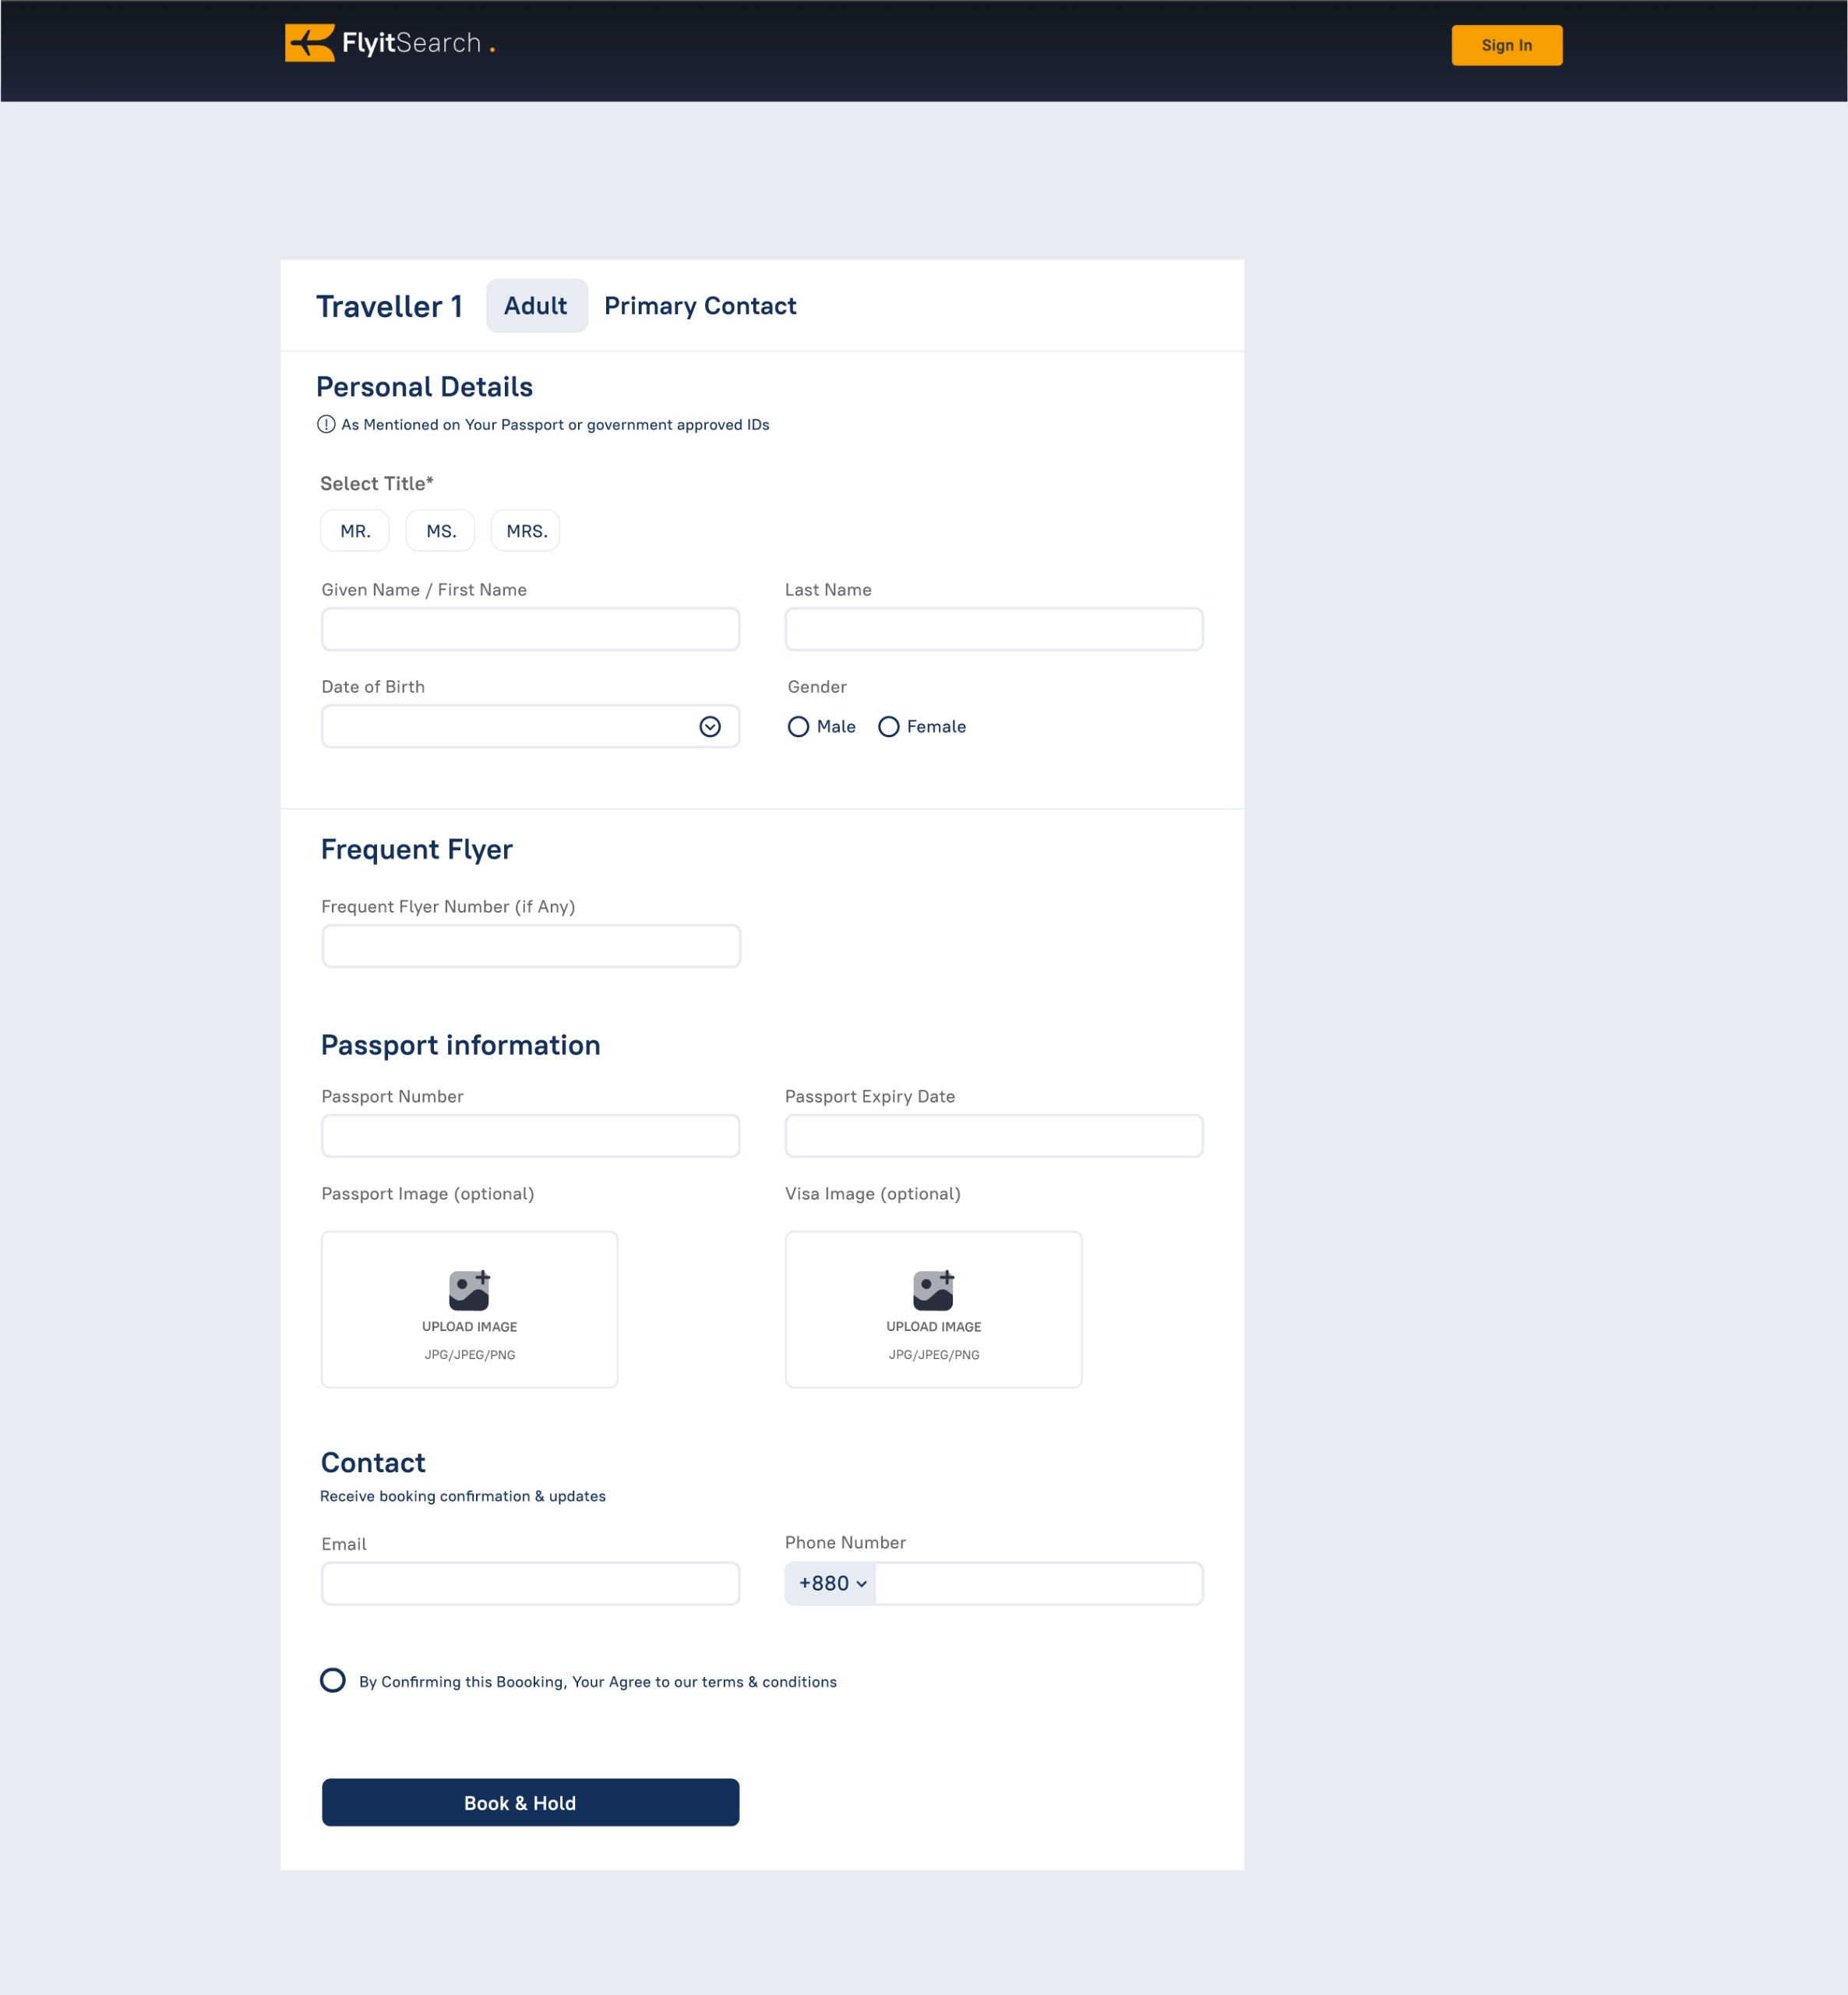 FlyitSearch .
Sign In
Traveller 1 Adult Primary Contact
Personal Details
As Mentioned on Your Passport or government approved IDs
Select Title*
MR. MS. MRS.
Given Name / First Name Last Name
Date of Birth Gender
Male Female
Frequent Flyer
Frequent Flyer Number (if Any)
Passport information
Passport Number Passport Expiry Date
Passport Image (optional) Visa Image (optional)
UPLOAD IMAGE UPLOAD IMAGE
JPG/JPEG/PNG JPG/JPEG/PNG
Contact
Receive booking confirmation & updates
Email Phone Number
+880
By Confirming this Boooking, Your Agree to our terms & conditions
Book & Hold